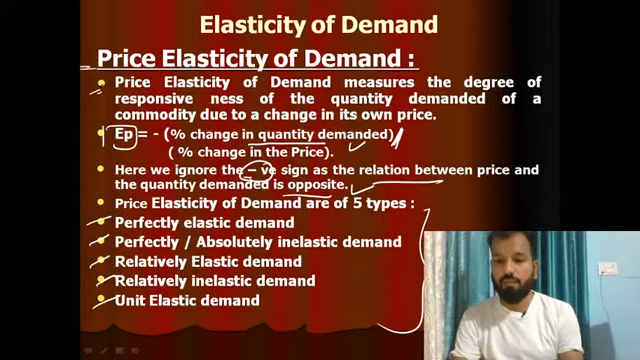 Elasticity of Demand
Price Elasticity of Demand :
Price Elasticity of Demand measures the degree of
responsive ness of the quantity demanded of a
commodity due to a change in its own price.
Ep = - (% change in quantity demanded)/
( % change in the Price).
Here we ignore the – ve sign as the relation between price and
the quantity demanded is opposite.
Price Elasticity of Demand are of 5 types :
Perfectly elastic demand
Perfectly / Absolutely inelastic demand
Relatively Elastic demand
Relatively inelastic demand
Unit Elastic demand